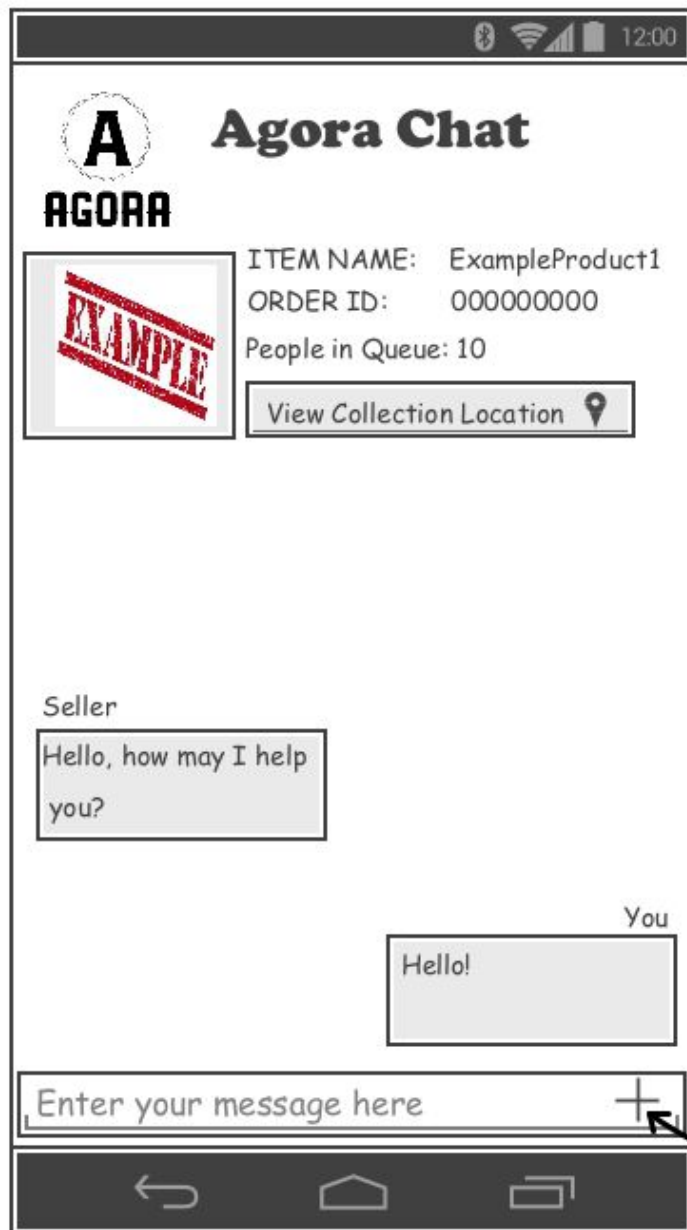 12:00
A
Agora Chat
AGORA
ITEM NAME: ExampleProduct1
ORDER ID: 000000000
EXAMPLE
People in Queue: 10
View Collection Location
Seller
Hello, how may I help
you?
You
Hello!
Enter your message here